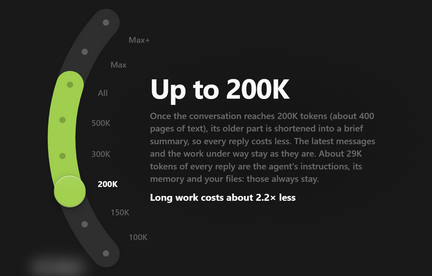 Max+
Max
All
500K
300K
200K
150K
100K
Up to 200K
Once the conversation reaches 200K tokens (about 400
pages of text), its older part is shortened into a brief
summary, so every reply costs less. The latest messages
and the work under way stay as they are. About 29K
tokens of every reply are the agent's instructions, its
memory and your files: those always stay.
Long work costs about 2.2× less